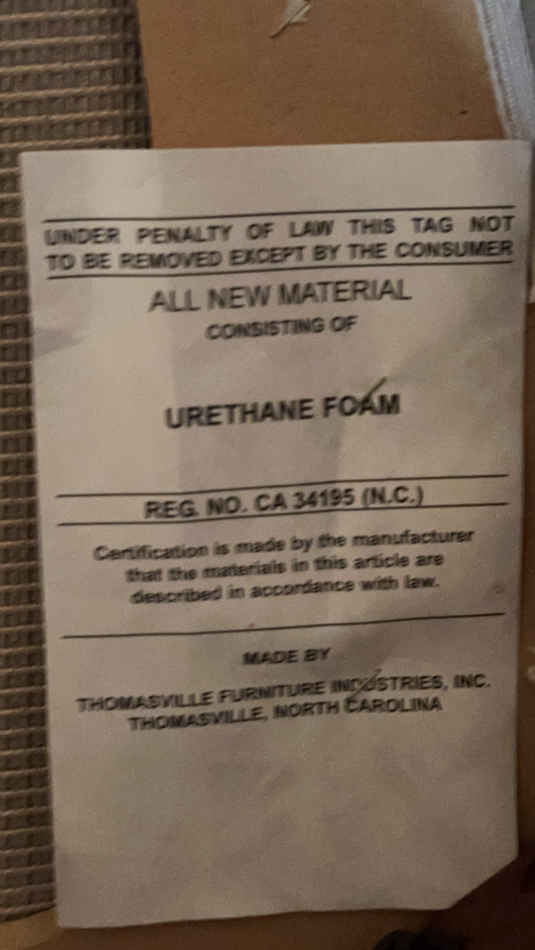 UNDER PENALTY OF LAW THIS TAG NOT
TO BE REMOVED EXCEPT BY THE CONSUMER
ALL NEW MATERIAL
CONSISTING OF
URETHANE FOAM
REG. NO. CA 34195 (N.C.)
Certification is made by the manufacturer
that the materials in this article are
described in accordance with law.
MADE BY
THOMASVILLE FURNITURE INDUSTRIES, INC.
THOMASVILLE, NORTH CAROLINA